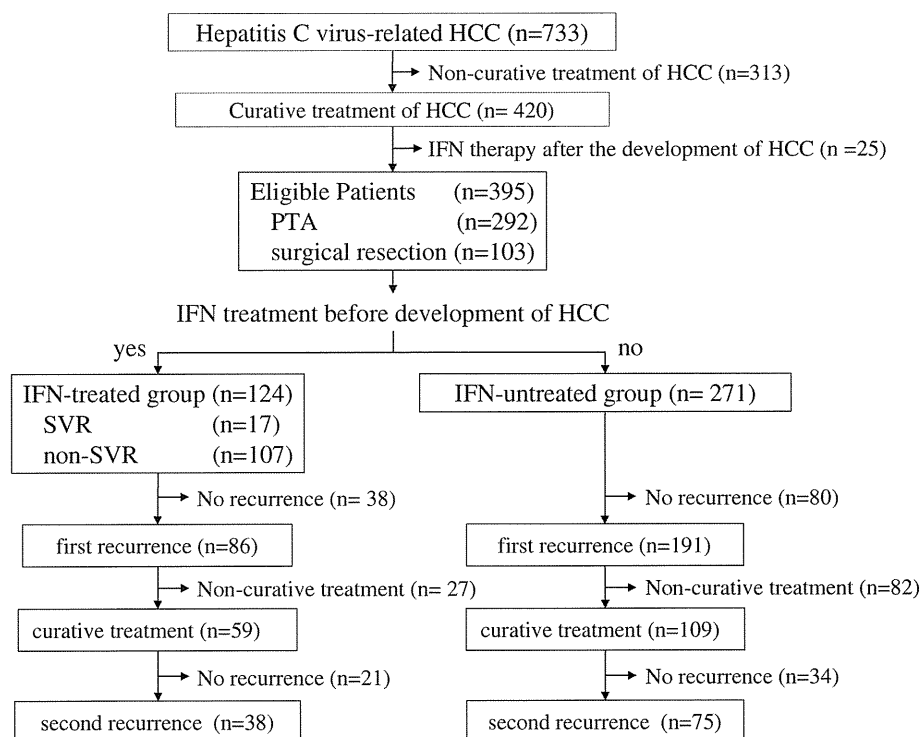 Hepatitis C virus-related HCC (n=733)
Non-curative treatment of HCC (n=313)
Curative treatment of HCC (n= 420)
IFN therapy after the development of HCC (n =25)
Eligible Patients (n=395)
PTA (n=292)
surgical resection (n=103)
IFN treatment before development of HCC
yes
no
IFN-treated group (n=124)
SVR (n=17)
non-SVR (n=107)
No recurrence (n= 38)
first recurrence (n=86)
Non-curative treatment (n= 27)
curative treatment (n=59)
No recurrence (n=21)
second recurrence (n=38)
IFN-untreated group (n= 271)
No recurrence (n=80)
first recurrence (n=191)
Non-curative treatment (n=82)
curative treatment (n=109)
No recurrence (n=34)
second recurrence (n=75)